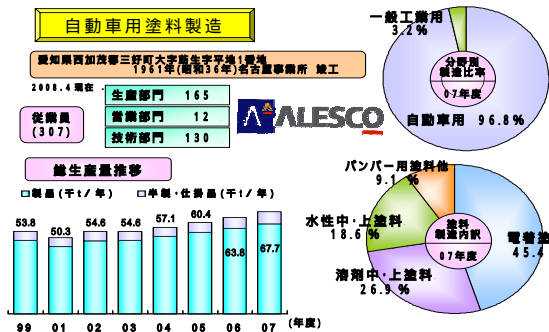 自動車用塗料製造
愛知県西加茂郡三好町大字莇生字平地1番地
1961年(昭和36年)名古屋事業所 竣工
2008.4現在
従業員
(307)
生産部門 165
営業部門 12
技術部門 130
ALESCO
総生産量推移
製品(千t/年) 半製・仕掛品(千t/年)
53.8 50.3 54.6 54.6 57.1 60.4 63.8 67.7
99 01 02 03 04 05 06 07 (年度)
一般工業用
3.2%
分野別
製造比率
07年度
自動車用 96.8%
バンパー用塗料他
9.1 %
水性中・上塗料
18.6 %
塗料
製造内訳
07年度
電着塗
45.4
溶剤中・上塗料
26.9 %